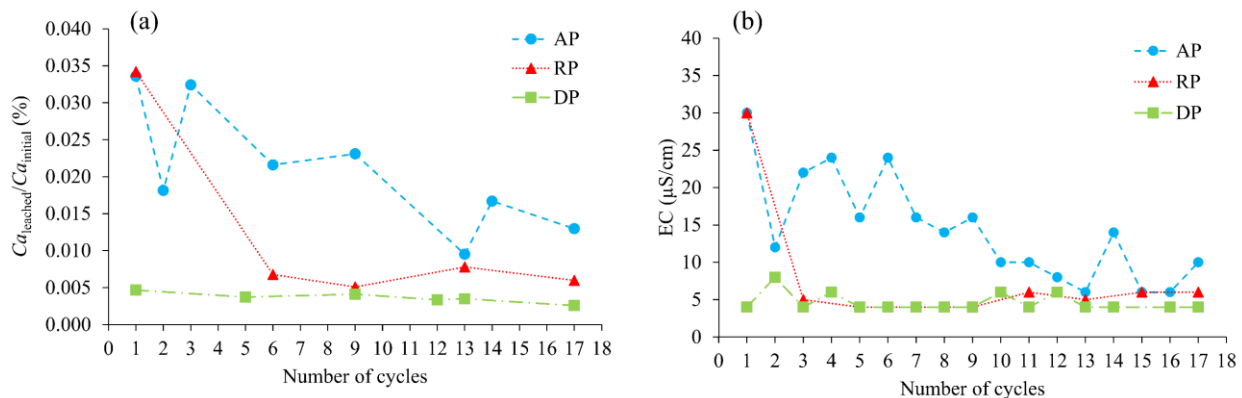 (a)
0.040
0.035
0.030
0.025
0.020
0.015
0.010
0.005
0.000
Ca_leached/Ca_initial (%)
AP
RP
DP
0 1 2 3 4 5 6 7 8 9 10 11 12 13 14 15 16 17 18
Number of cycles
(b)
40
35
30
25
20
15
10
5
0
EC (µS/cm)
AP
RP
DP
0 1 2 3 4 5 6 7 8 9 10 11 12 13 14 15 16 17 18
Number of cycles